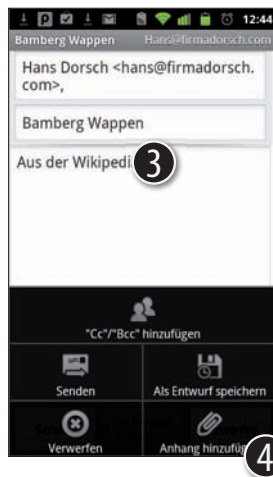 12:44
Bamberg Wappen Hans@firmadorsch.com
Hans Dorsch <hans@firmadorsch.
com>,
Bamberg Wappen
Aus der Wikipedi
3
"Cc"/"Bcc" hinzufügen
Senden Als Entwurf speichern
Verwerfen Anhang hinzufüg
4